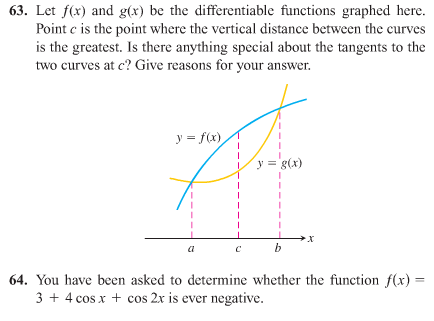 63. Let f(x) and g(x) be the differentiable functions graphed here.
Point c is the point where the vertical distance between the curves
is the greatest. Is there anything special about the tangents to the
two curves at c? Give reasons for your answer.
y = f(x)
y = g(x)
x
a
c
b
64. You have been asked to determine whether the function f(x) =
3 + 4 cos x + cos 2x is ever negative.